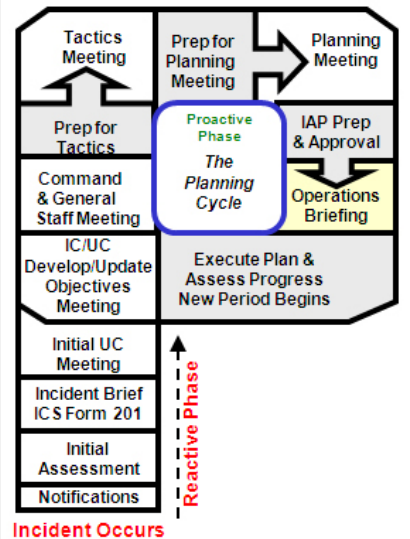 Tactics
Meeting
Prep for
Planning
Meeting
Planning
Meeting
Prep for
Tactics
Proactive
Phase
The
Planning
Cycle
IAP Prep
& Approval
Command
& General
Staff Meeting
Operations
Briefing
IC/UC
Develop/Update
Objectives
Meeting
Execute Plan &
Assess Progress
New Period Begins
Initial UC
Meeting
Incident Brief
ICS Form 201
Initial
Assessment
Notifications
Reactive Phase
Incident Occurs